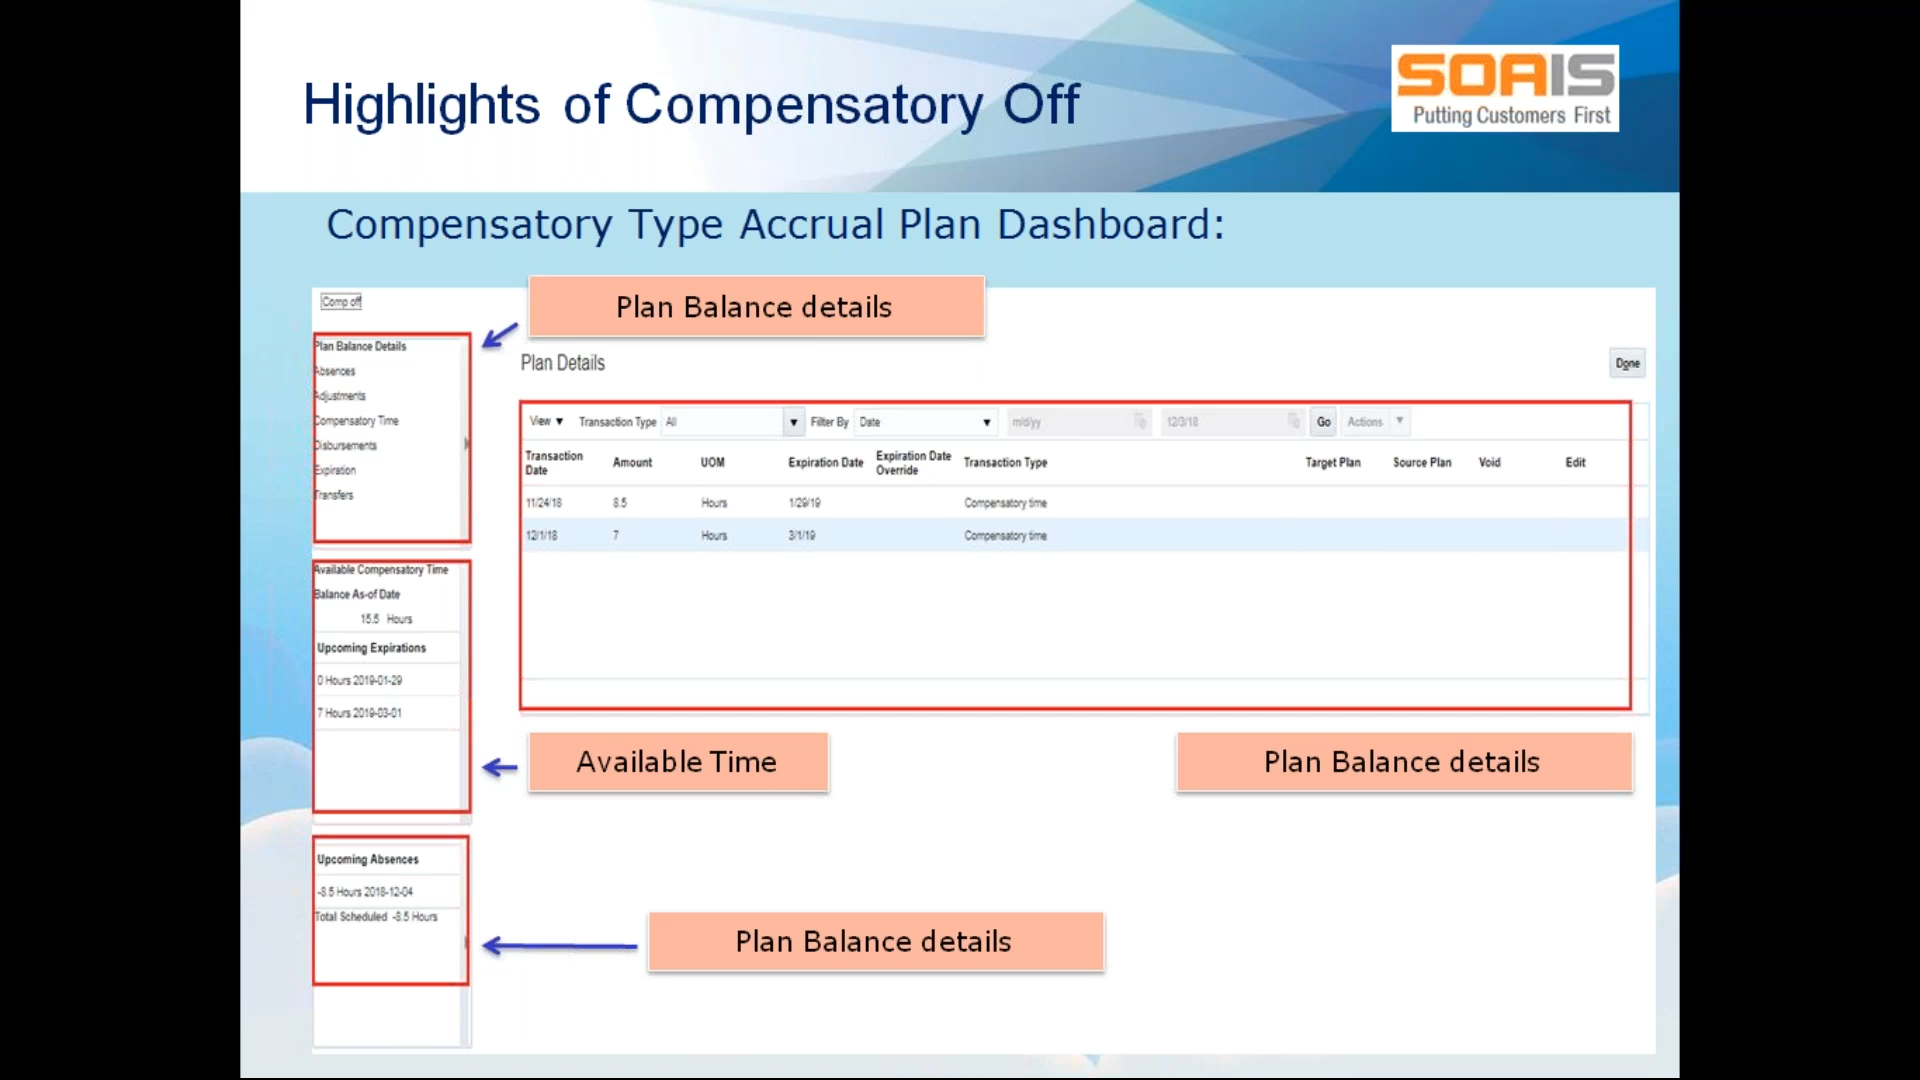 Highlights of Compensatory Off
SOAIS
Putting Customers First
Compensatory Type Accrual Plan Dashboard:
Comp off
Plan Balance details
Plan Balance Details
Absences
Adjustments
Compensatory Time
Disbursements
Expiration
Transfers
Plan Details
Done
View Transaction Type All Filter By Date m/d/yy 12/3/18 Go Actions
Transaction Date Amount UOM Expiration Date Expiration Date Override Transaction Type Target Plan Source Plan Void Edit
11/24/18 8.5 Hours 1/29/19 Compensatory time
12/1/18 7 Hours 3/1/19 Compensatory time
Available Compensatory Time
Balance As-of Date
15.5 Hours
Upcoming Expirations
0 Hours 2019-01-29
7 Hours 2019-03-01
Available Time
Plan Balance details
Upcoming Absences
-8.5 Hours 2018-12-04
Total Scheduled -8.5 Hours
Plan Balance details